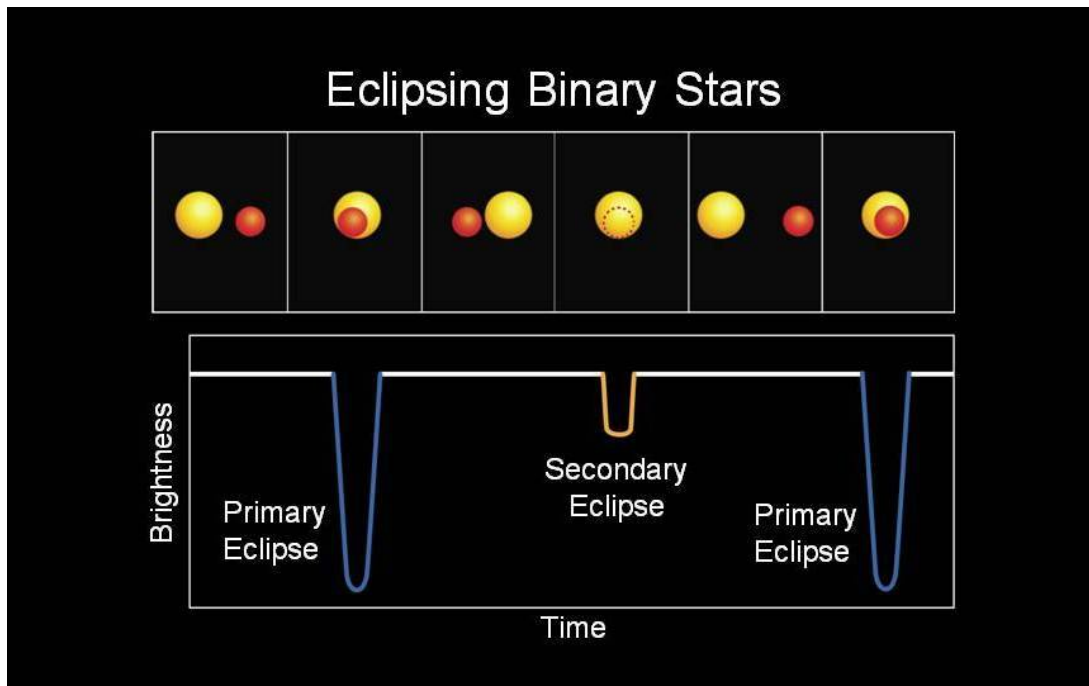 Eclipsing Binary Stars
Brightness
Primary
Eclipse
Secondary
Eclipse
Primary
Eclipse
Time